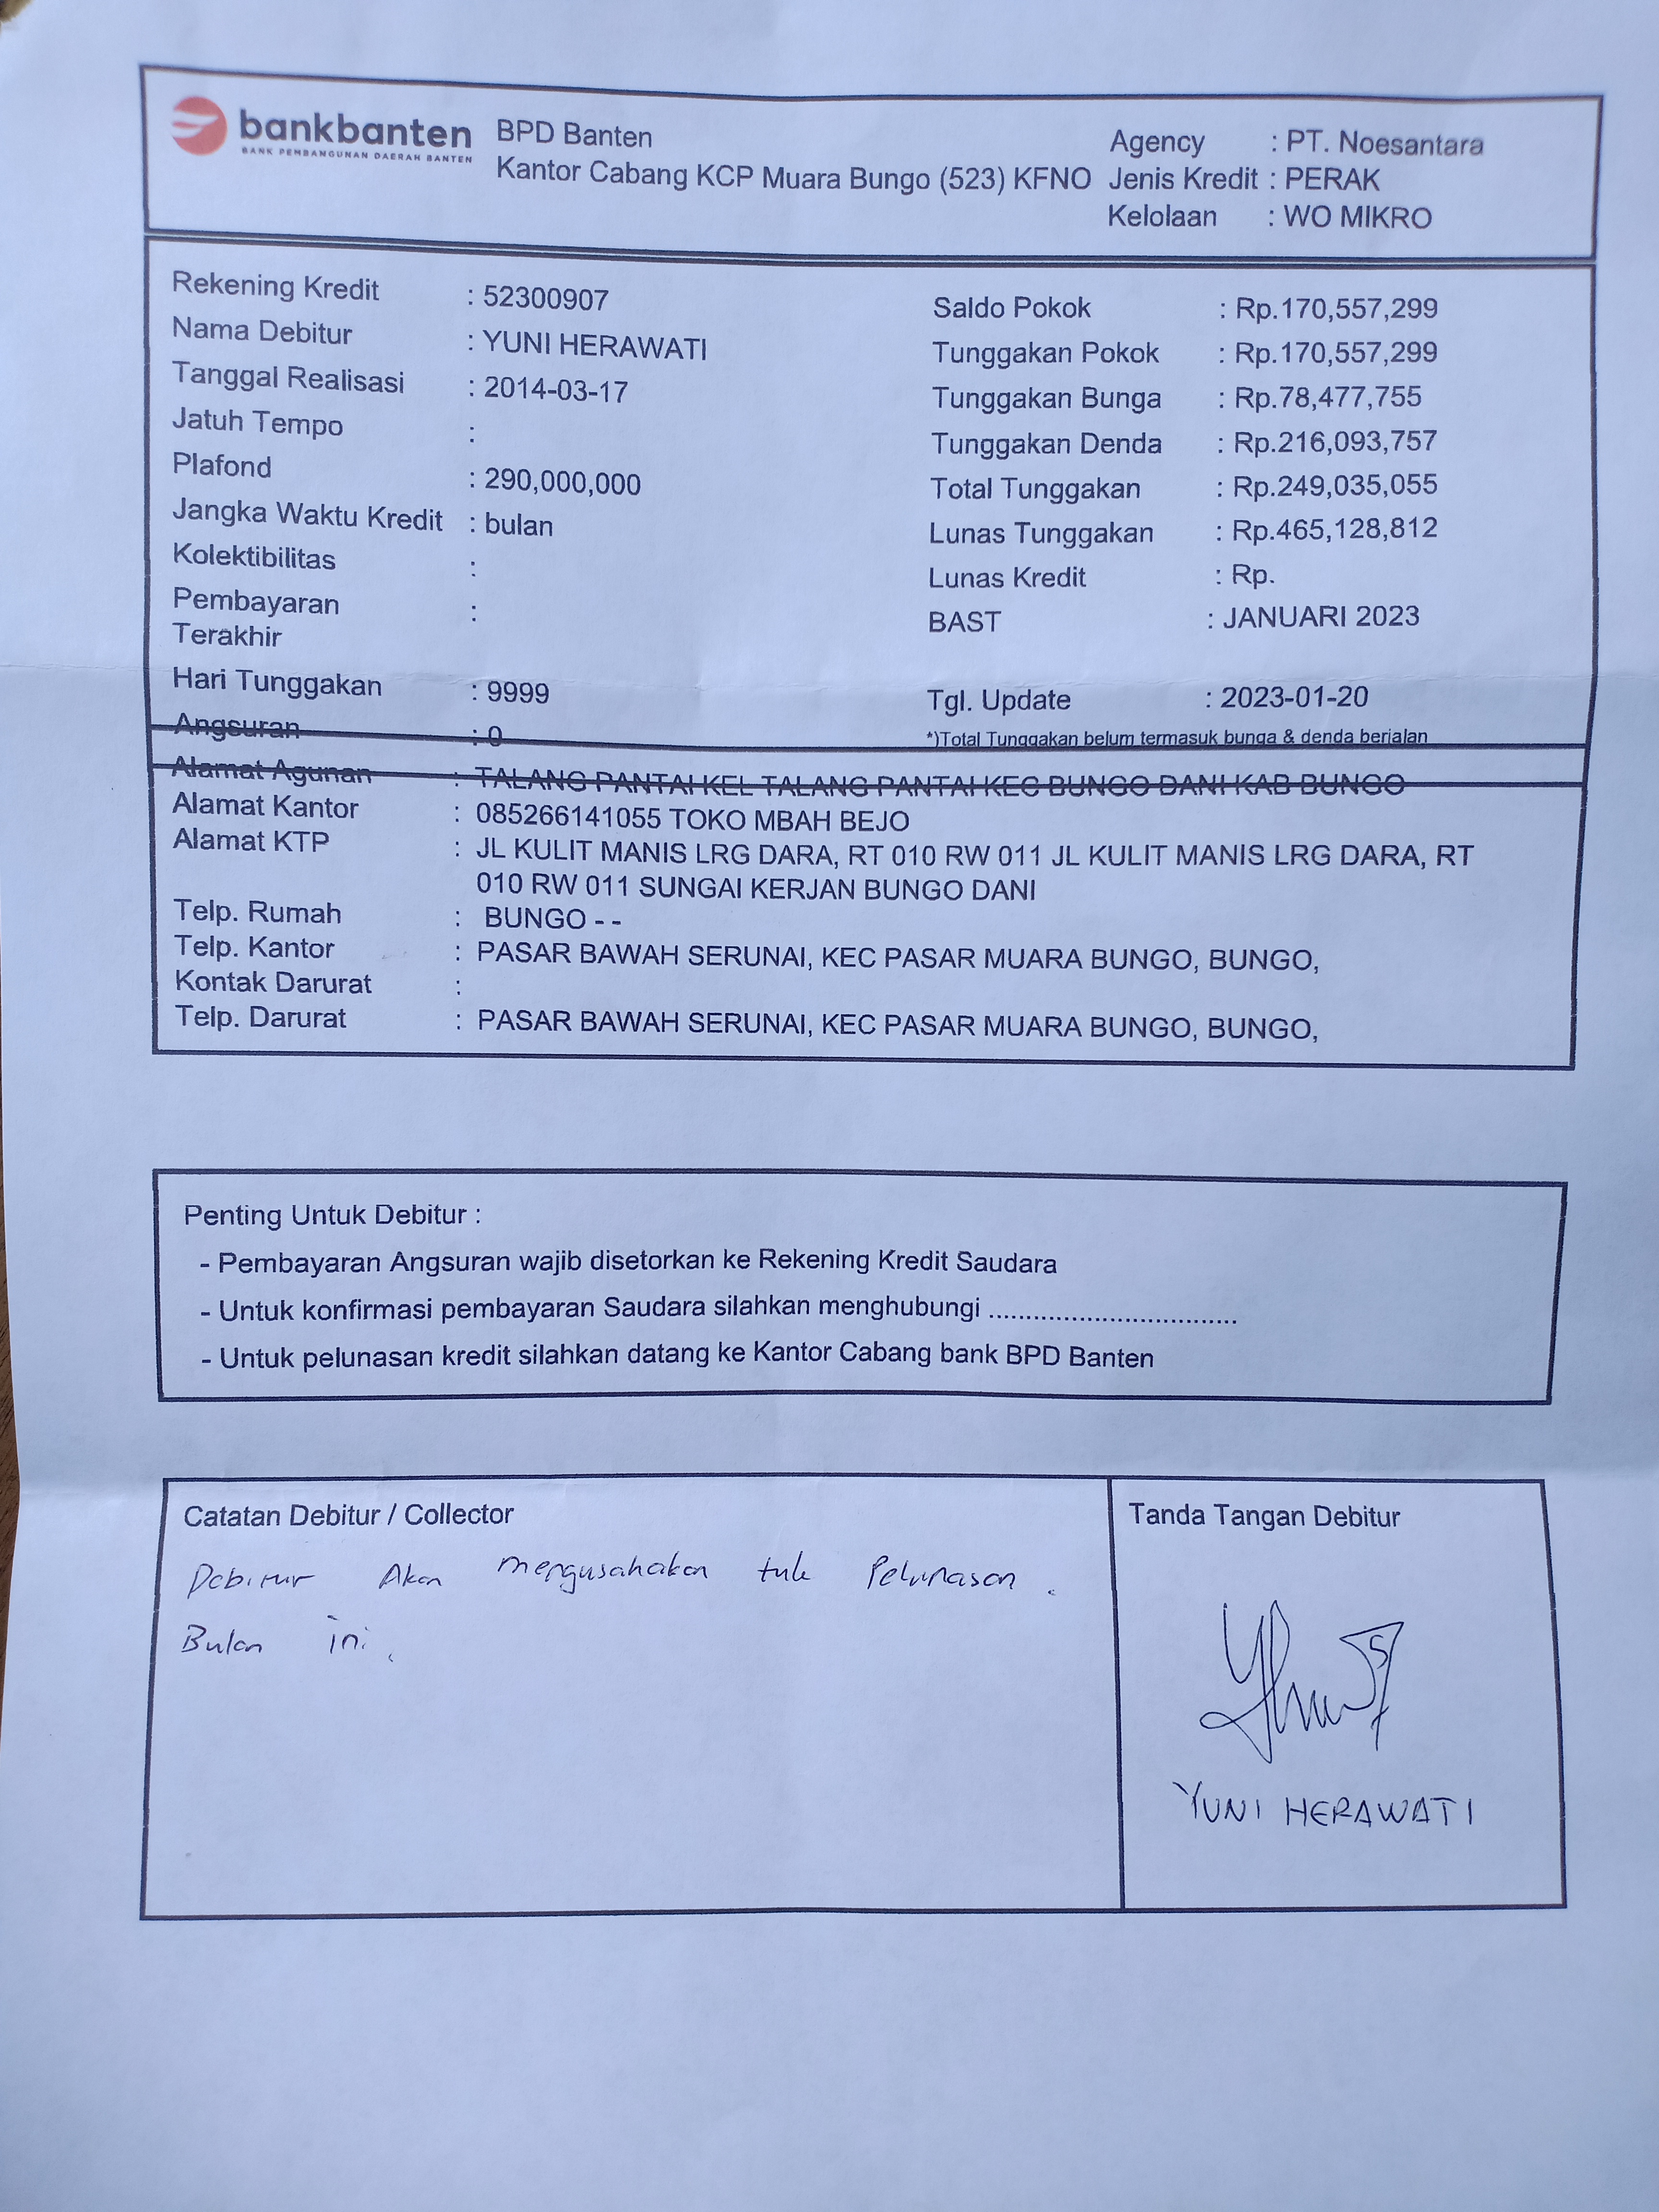 bankbanten
BANK PEMBANGUNAN DAERAH BANTEN
BPD Banten
Kantor Cabang KCP Muara Bungo (523) KFNO
Agency : PT. Noesantara
Jenis Kredit : PERAK
Kelolaan : WO MIKRO
Rekening Kredit : 52300907
Nama Debitur : YUNI HERAWATI
Tanggal Realisasi : 2014-03-17
Jatuh Tempo :
Plafond : 290,000,000
Jangka Waktu Kredit : bulan
Kolektibilitas :
Pembayaran :
Terakhir
Hari Tunggakan : 9999
Angsuran : 0
Saldo Pokok : Rp.170,557,299
Tunggakan Pokok : Rp.170,557,299
Tunggakan Bunga : Rp.78,477,755
Tunggakan Denda : Rp.216,093,757
Total Tunggakan : Rp.249,035,055
Lunas Tunggakan : Rp.465,128,812
Lunas Kredit : Rp.
BAST : JANUARI 2023
Tgl. Update : 2023-01-20
*)Total Tunggakan belum termasuk bunga & denda berjalan
Alamat Agunan : TALANG PANTAI KEL TALANG PANTAI KEC BUNGO DANI KAB BUNGO
Alamat Kantor : 085266141055 TOKO MBAH BEJO
Alamat KTP : JL KULIT MANIS LRG DARA, RT 010 RW 011 JL KULIT MANIS LRG DARA, RT
010 RW 011 SUNGAI KERJAN BUNGO DANI
Telp. Rumah : BUNGO - -
Telp. Kantor : PASAR BAWAH SERUNAI, KEC PASAR MUARA BUNGO, BUNGO,
Kontak Darurat :
Telp. Darurat : PASAR BAWAH SERUNAI, KEC PASAR MUARA BUNGO, BUNGO,
Penting Untuk Debitur :
- Pembayaran Angsuran wajib disetorkan ke Rekening Kredit Saudara
- Untuk konfirmasi pembayaran Saudara silahkan menghubungi .................................
- Untuk pelunasan kredit silahkan datang ke Kantor Cabang bank BPD Banten
Catatan Debitur / Collector
Debitur Akan mengusahakan tuk Pelunasan.
Bulan ini.
Tanda Tangan Debitur
YUNI HERAWATI